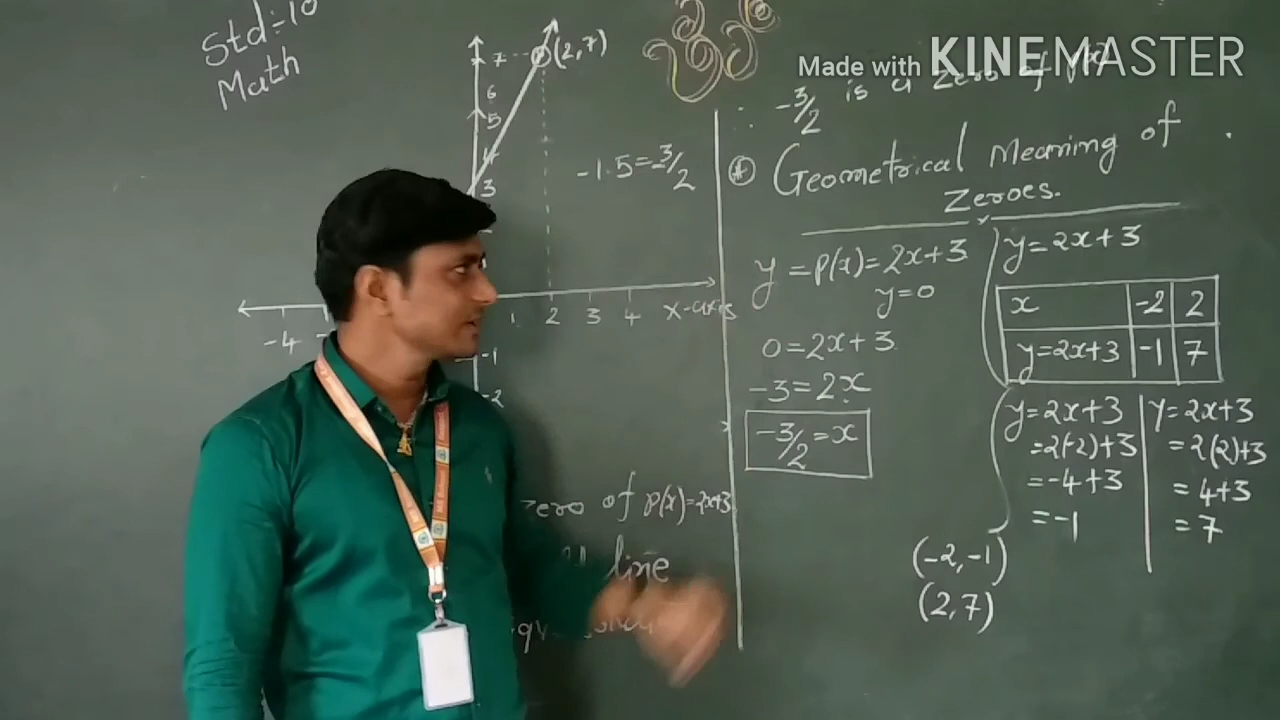 Std:-10
Math
7
(2,7)
6
5
4
3
-1.5=-3/2
-4
1 2 3 4 x-axis
-1
-2
zero of p(x)=2x+3
line
Made with KINEMASTER
∴ -3/2 is a zero of p(x)
Geometrical Meaning of
Zeroes.
y=p(x)=2x+3
y=0
0=2x+3
-3=2x
-3/2=x
y=2x+3
x -2 2
y=2x+3 -1 7
y=2x+3
=2(-2)+3
=-4+3
=-1
y=2x+3
=2(2)+3
=4+3
=7
(-2,-1)
(2,7)